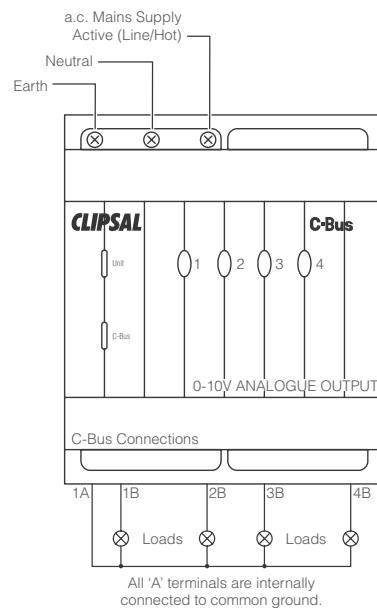 a.c. Mains Supply
Active (Line/Hot)
Neutral
Earth
CLIPSAL
C-Bus
Unit
1
2
3
4
C-Bus
0-10V ANALOGUE OUTPUT
C-Bus Connections
1A
1B
2B
3B
4B
Loads
Loads
All ‘A’ terminals are internally
connected to common ground.